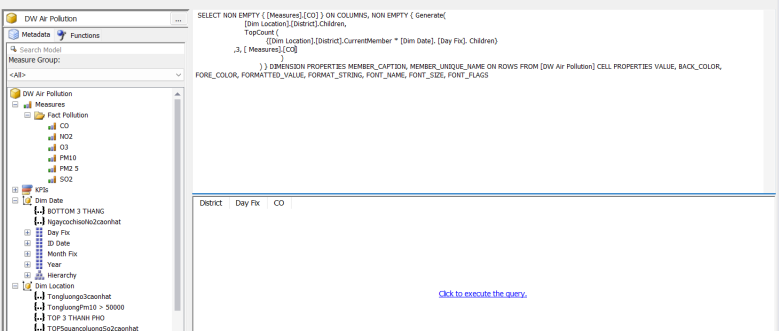 DW Air Pollution
...
Metadata
Functions
Search Model
Measure Group:
<All>
DW Air Pollution
Measures
Fact Pollution
CO
NO2
O3
PM10
PM2 5
SO2
KPIs
Dim Date
BOTTOM 3 THANG
NgaycochisoNo2caonhat
Day Fix
ID Date
Month Fix
Year
Hierarchy
Dim Location
Tongluongo3caonhat
TongluongPm10 > 50000
TOP 3 THANH PHO
TOP5quancoluongSo2caonhat
SELECT NON EMPTY { [Measures].[CO] } ON COLUMNS, NON EMPTY { Generate(
[Dim Location].[District].Children,
TopCount (
{[Dim Location].[District].CurrentMember * [Dim Date]. [Day Fix]. Children}
,3, [ Measures].[CO]
)
) } DIMENSION PROPERTIES MEMBER_CAPTION, MEMBER_UNIQUE_NAME ON ROWS FROM [DW Air Pollution] CELL PROPERTIES VALUE, BACK_COLOR,
FORE_COLOR, FORMATTED_VALUE, FORMAT_STRING, FONT_NAME, FONT_SIZE, FONT_FLAGS
District Day Fix CO
Click to execute the query.